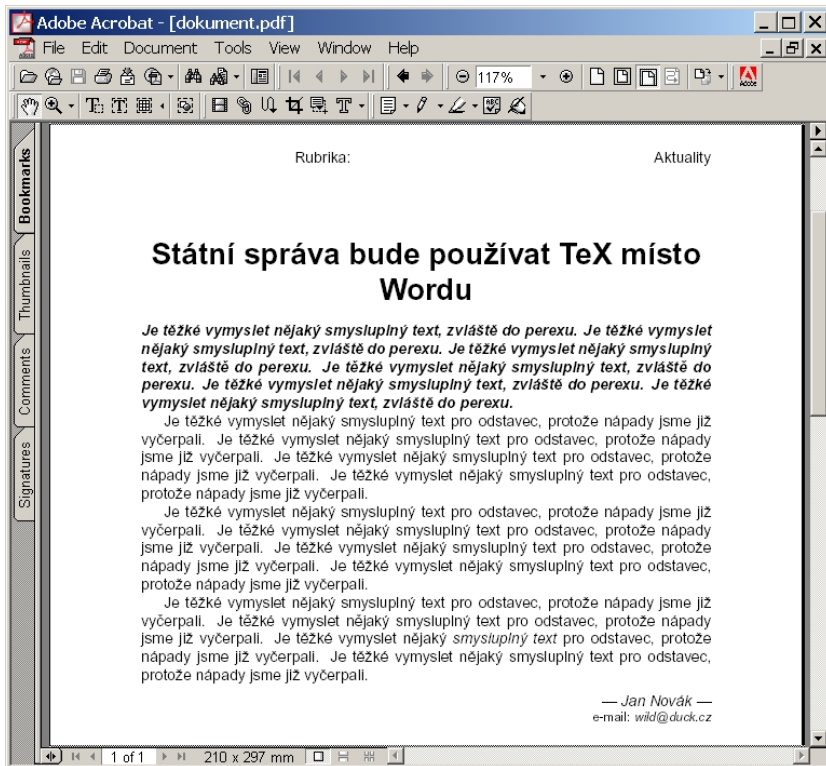 Adobe Acrobat - [dokument.pdf]
File Edit Document Tools View Window Help
117%
Adobe
Bookmarks
Thumbnails
Comments
Signatures
Rubrika: Aktuality
Státní správa bude používat TeX místo
Wordu
Je těžké vymyslet nějaký smysluplný text, zvláště do perexu. Je těžké vymyslet
nějaký smysluplný text, zvláště do perexu. Je těžké vymyslet nějaký smysluplný
text, zvláště do perexu. Je těžké vymyslet nějaký smysluplný text, zvláště do
perexu. Je těžké vymyslet nějaký smysluplný text, zvláště do perexu. Je těžké
vymyslet nějaký smysluplný text, zvláště do perexu.
Je těžké vymyslet nějaký smysluplný text pro odstavec, protože nápady jsme již
vyčerpali. Je těžké vymyslet nějaký smysluplný text pro odstavec, protože nápady
jsme již vyčerpali. Je těžké vymyslet nějaký smysluplný text pro odstavec, protože
nápady jsme již vyčerpali. Je těžké vymyslet nějaký smysluplný text pro odstavec,
protože nápady jsme již vyčerpali.
Je těžké vymyslet nějaký smysluplný text pro odstavec, protože nápady jsme již
vyčerpali. Je těžké vymyslet nějaký smysluplný text pro odstavec, protože nápady
jsme již vyčerpali. Je těžké vymyslet nějaký smysluplný text pro odstavec, protože
nápady jsme již vyčerpali. Je těžké vymyslet nějaký smysluplný text pro odstavec,
protože nápady jsme již vyčerpali.
Je těžké vymyslet nějaký smysluplný text pro odstavec, protože nápady jsme již
vyčerpali. Je těžké vymyslet nějaký smysluplný text pro odstavec, protože nápady
jsme již vyčerpali. Je těžké vymyslet nějaký smysluplný text pro odstavec, protože
nápady jsme již vyčerpali. Je těžké vymyslet nějaký smysluplný text pro odstavec,
protože nápady jsme již vyčerpali.
— Jan Novák —
e-mail: wild@duck.cz
1 of 1 210 x 297 mm